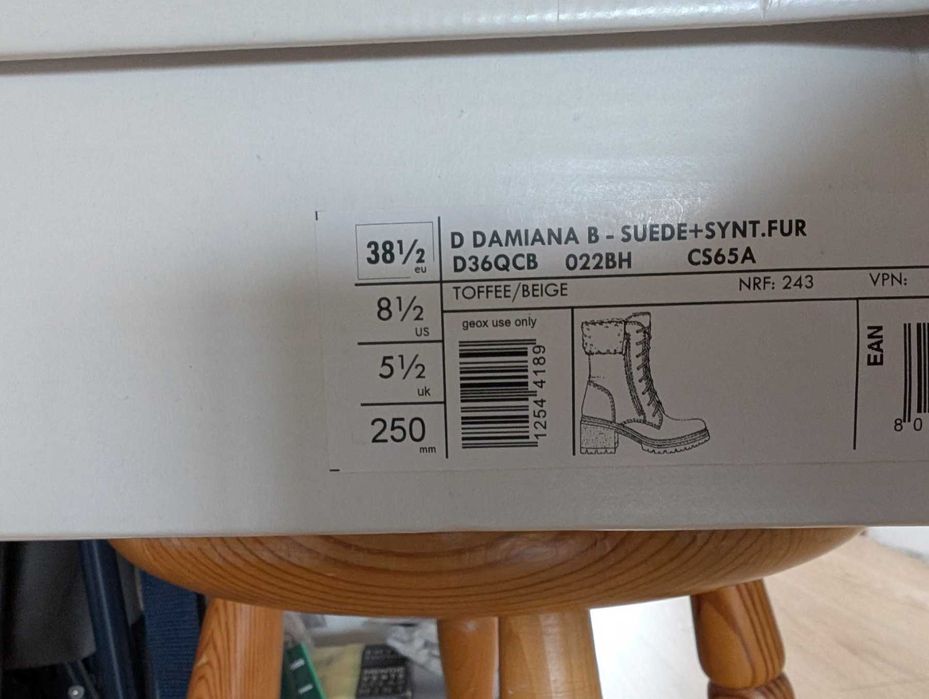 38½
eu
8½
US
5½
uk
250
mm
D DAMIANA B - SUEDE+SYNT.FUR
D36QCB 022BH CS65A
TOFFEE/BEIGE NRF: 243 VPN:
geox use only
1254 4189
EAN
8 0